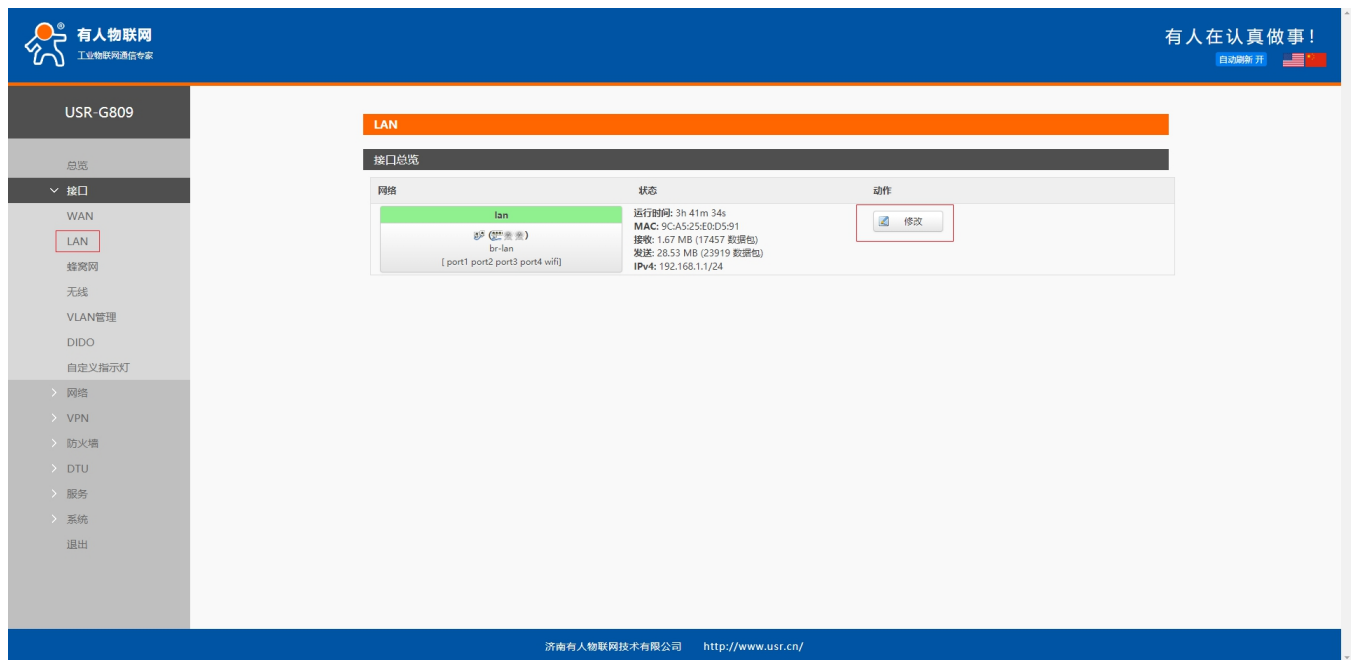 有人物联网
工业物联网通信专家
有人在认真做事!
自动刷新 开
USR-G809
总览
接口
WAN
LAN
蜂窝网
无线
VLAN管理
DIDO
自定义指示灯
网络
VPN
防火墙
DTU
服务
系统
退出
LAN
接口总览
网络 状态 动作
lan
br-lan
[ port1 port2 port3 port4 wifi]
运行时间: 3h 41m 34s
MAC: 9C:A5:25:E0:D5:91
接收: 1.67 MB (17457 数据包)
发送: 28.53 MB (23919 数据包)
IPv4: 192.168.1.1/24
修改
济南有人物联网技术有限公司 http://www.usr.cn/